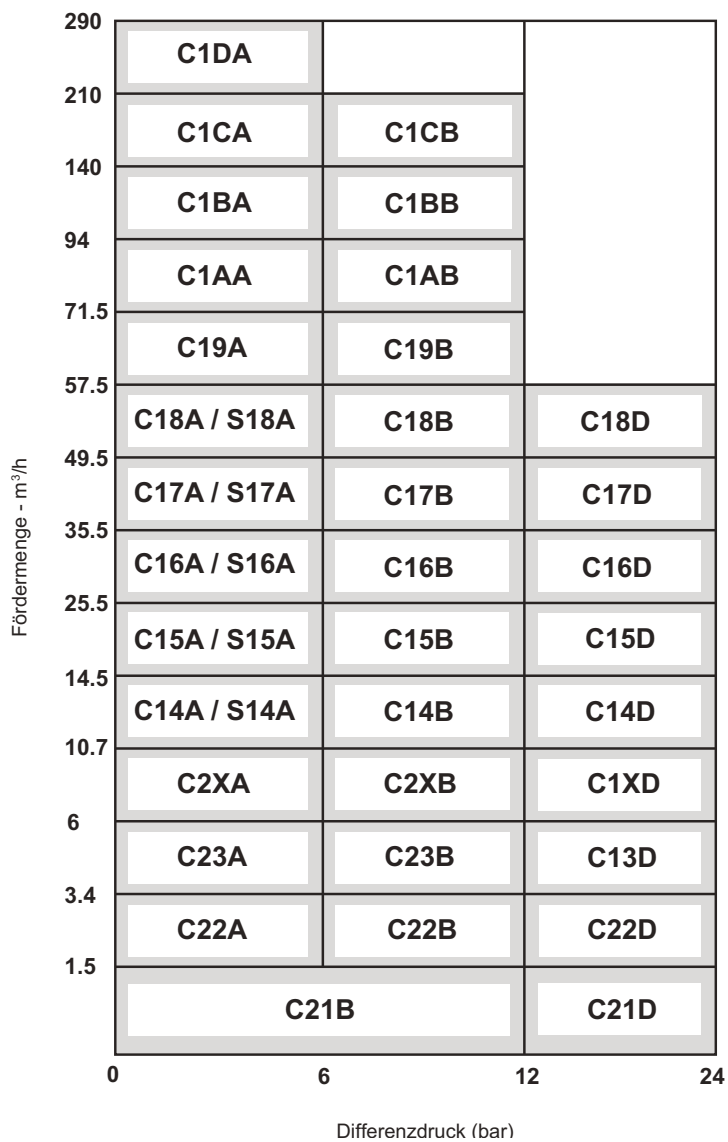 290
C1DA
210
C1CA C1CB
140
C1BA C1BB
94
C1AA C1AB
71.5
C19A C19B
57.5
C18A / S18A C18B C18D
49.5
C17A / S17A C17B C17D
35.5
C16A / S16A C16B C16D
25.5
C15A / S15A C15B C15D
14.5
C14A / S14A C14B C14D
10.7
C2XA C2XB C1XD
6
C23A C23B C13D
3.4
C22A C22B C22D
1.5
C21B C21D
0 6 12 24
Fördermenge - m³/h
Differenzdruck (bar)